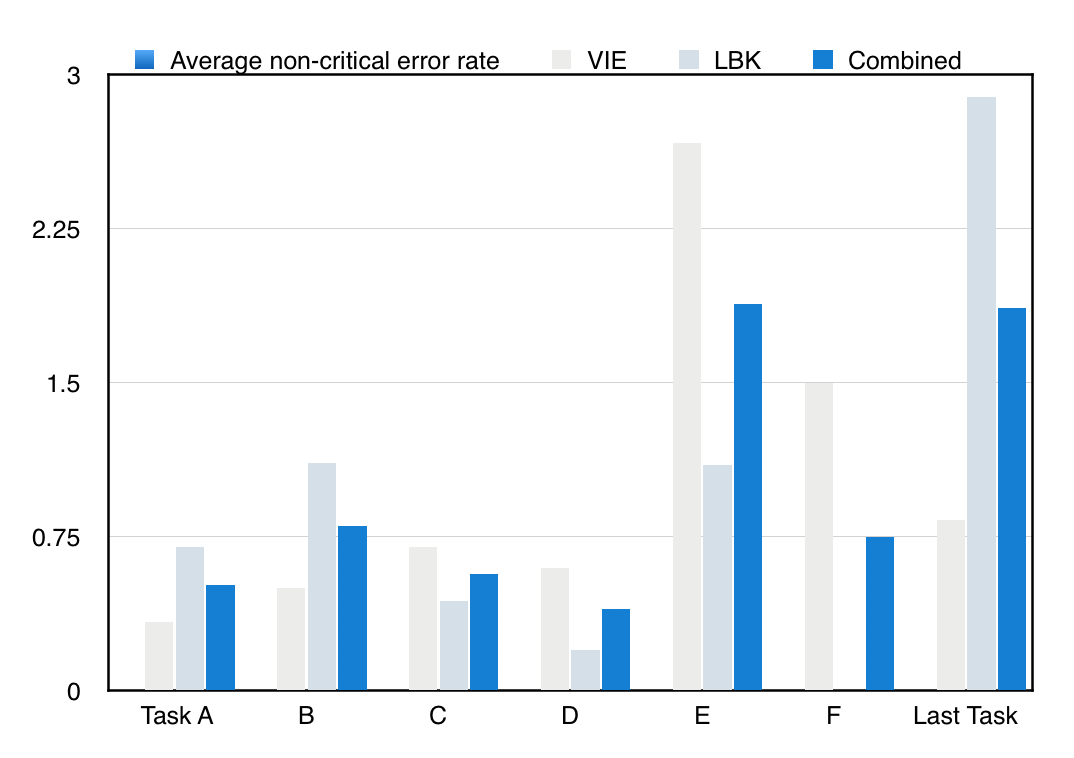 Average non-critical error rate VIE LBK Combined
3
2.25
1.5
0.75
0
Task A B C D E F Last Task